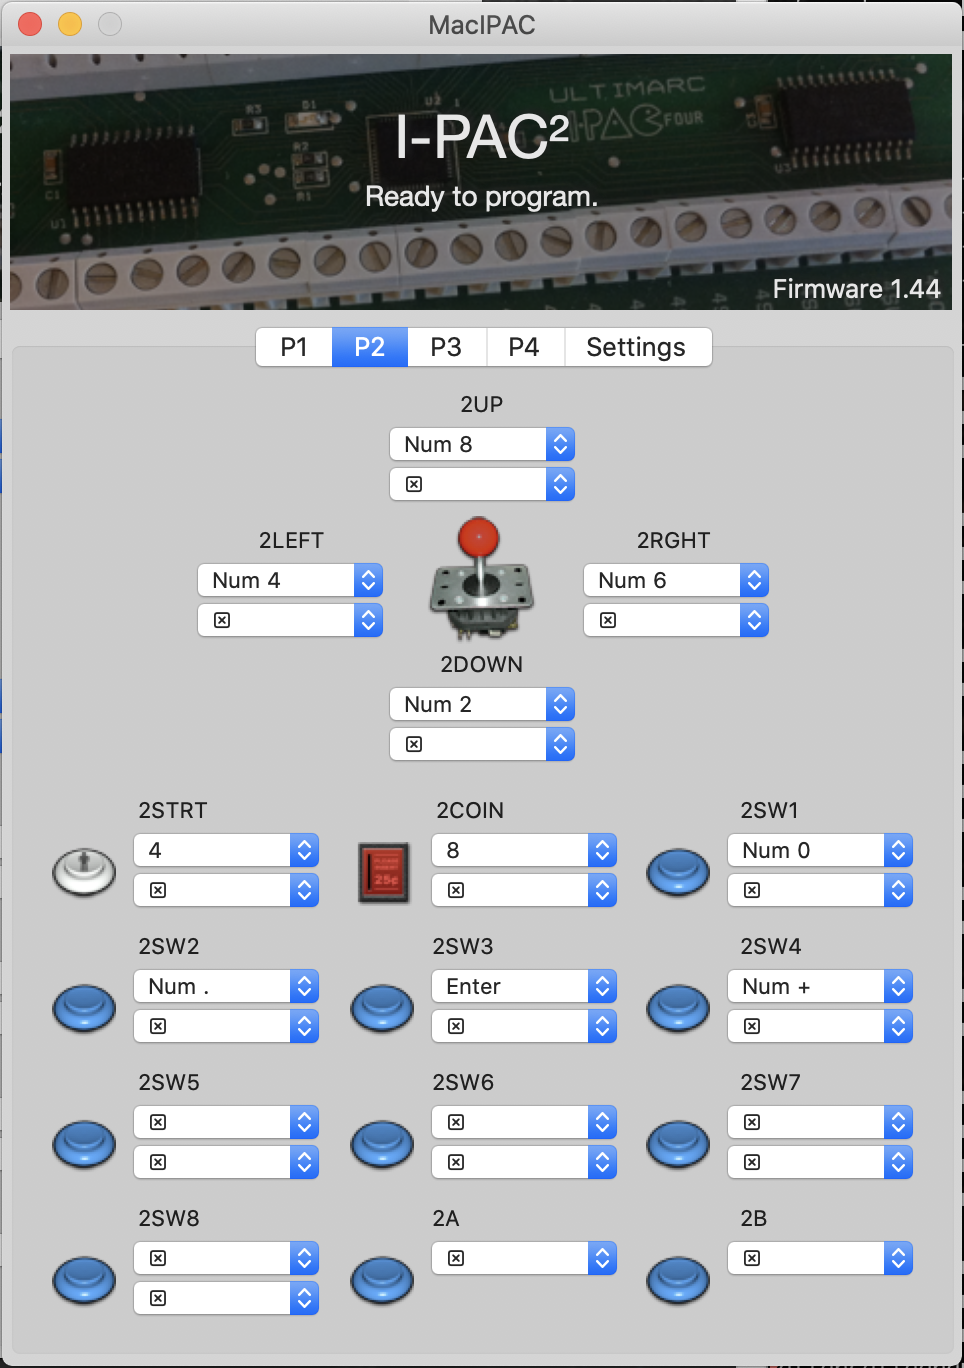 MacIPAC
ULTIMARC
I-PAC FOUR
I-PAC²
Ready to program.
Firmware 1.44
P1 P2 P3 P4 Settings
2UP
Num 8
2LEFT 2RGHT
Num 4 Num 6
2DOWN
Num 2
2STRT 2COIN 2SW1
4 8 Num 0
25¢
2SW2 2SW3 2SW4
Num . Enter Num +
2SW5 2SW6 2SW7
2SW8 2A 2B